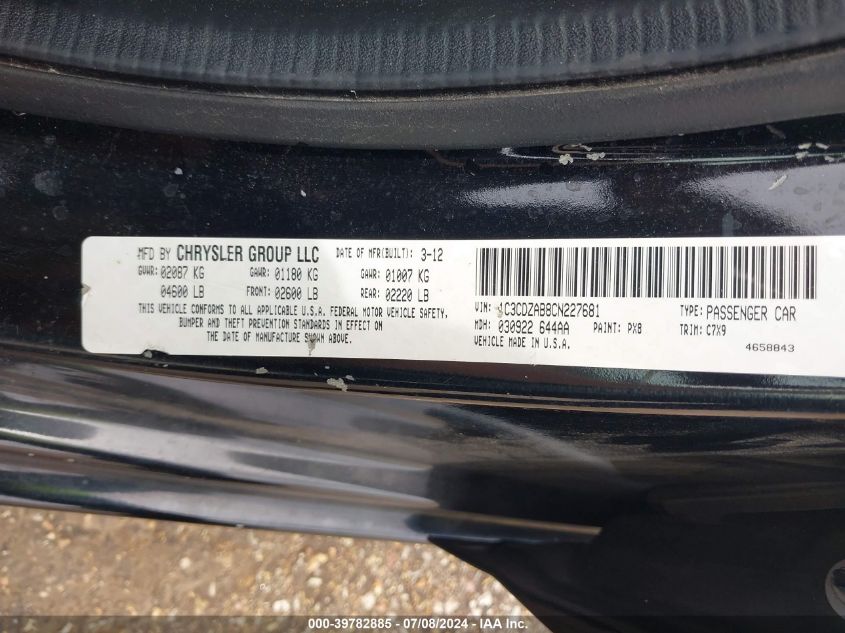 MFD BY CHRYSLER GROUP LLC DATE OF MFR(BUILT): 3-12
GVWR: 02087 KG GAWR: 01180 KG GAWR: 01007 KG
04600 LB FRONT: 02600 LB REAR: 02220 LB
THIS VEHICLE CONFORMS TO ALL APPLICABLE U.S.A. FEDERAL MOTOR VEHICLE SAFETY,
BUMPER AND THEFT PREVENTION STANDARDS IN EFFECT ON
THE DATE OF MANUFACTURE SHOWN ABOVE.
VIN: 1C3CDZAB8CN227681 TYPE: PASSENGER CAR
MDH: 030922 644AA PAINT: PX8 TRIM: C7X9
VEHICLE MADE IN U.S.A. 4658843
000-39782885 / 07/08/2024 - IAA Inc.